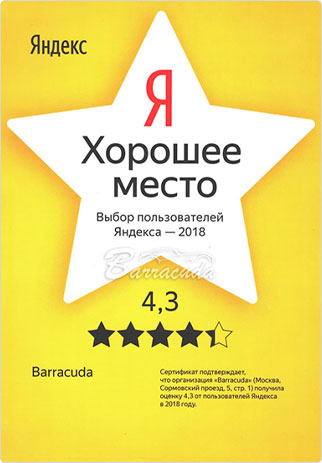 Яндекс
Я
Хорошее
место
Выбор пользователей
Яндекса — 2018
Barracuda
4,3
Barracuda
Сертификат подтверждает,
что организация «Barracuda» (Москва,
Сормовский проезд, 5, стр. 1) получила
оценку 4,3 от пользователей Яндекса
в 2018 году.